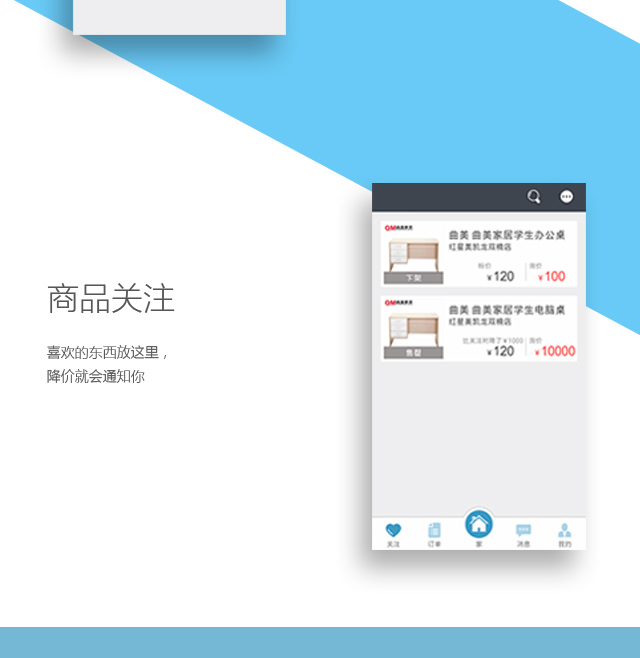 商品关注
喜欢的东西放这里，
降价就会通知你
曲美 曲美家居学生办公桌
红星美凯龙双楠店
标价
¥120
¥100
下架
曲美 曲美家居学生电脑桌
红星美凯龙双楠店
比关注时降了¥1000
¥120
¥10000
售罄
关注
订单
家
消息
我的